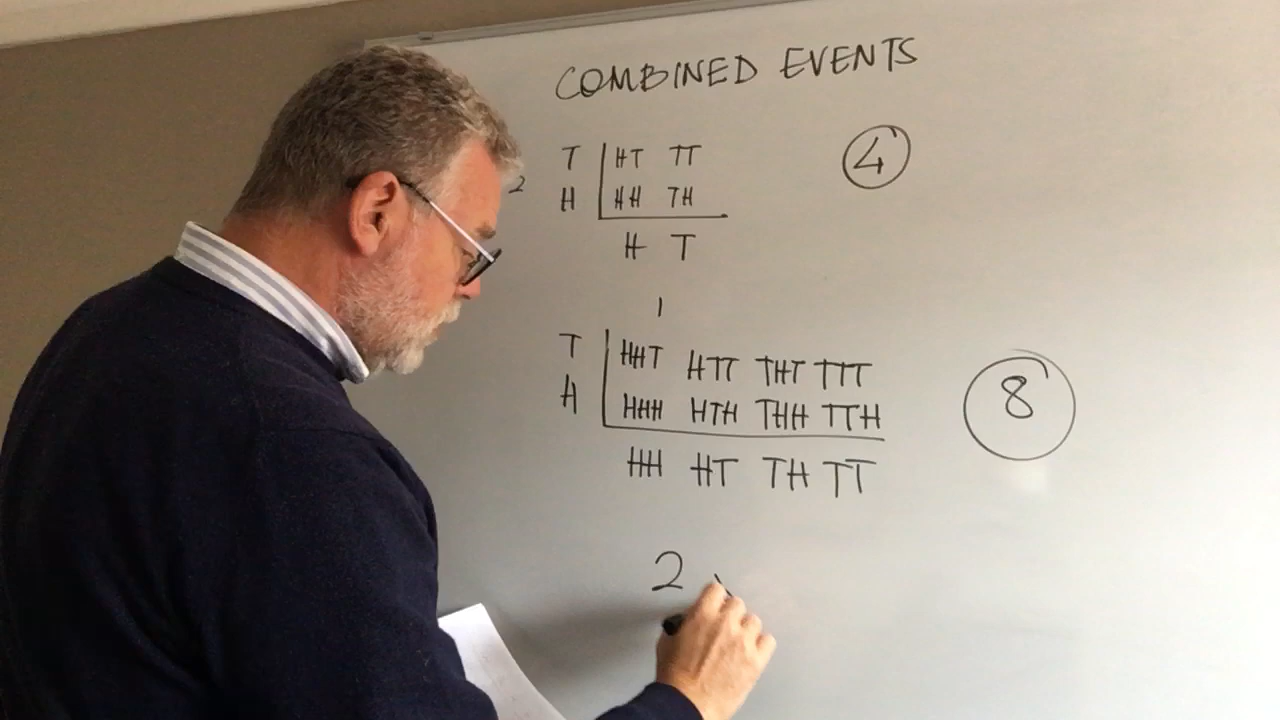 COMBINED EVENTS
T HT TT 4
2 H HH TH
H T
1
T HHT HTT THT TTT
H HHH HTH THH TTH 8
HH HT TH TT
2